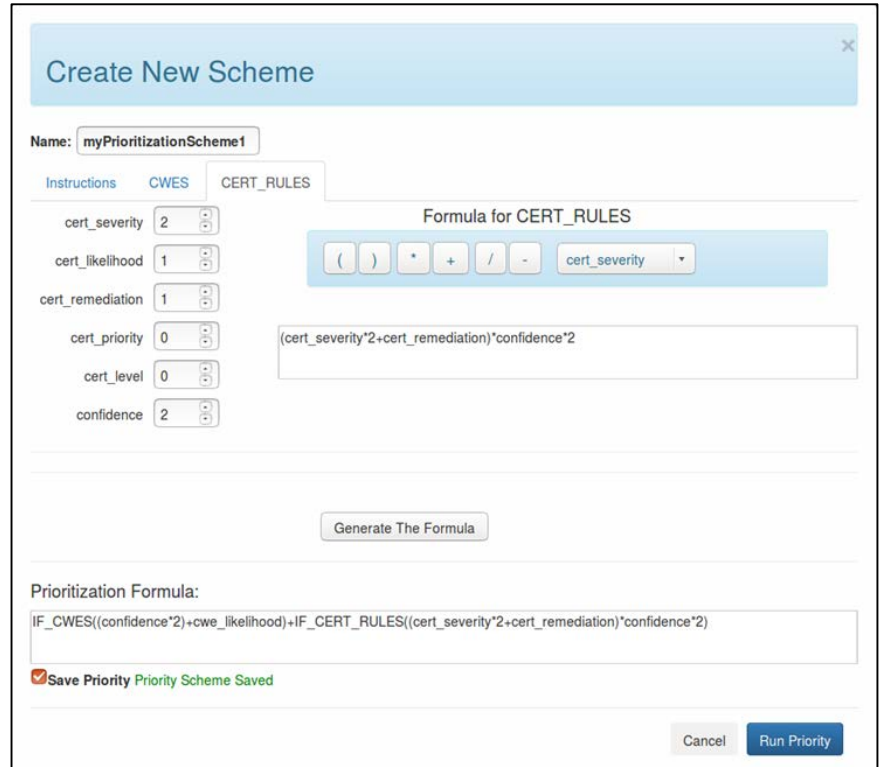 Create New Scheme
×
Name: myPrioritizationScheme1
Instructions CWES CERT_RULES
cert_severity 2
cert_likelihood 1
cert_remediation 1
cert_priority 0
cert_level 0
confidence 2
Formula for CERT_RULES
( ) * + / - cert_severity
(cert_severity*2+cert_remediation)*confidence*2
Generate The Formula
Prioritization Formula:
IF_CWES((confidence*2)+cwe_likelihood)+IF_CERT_RULES((cert_severity*2+cert_remediation)*confidence*2)
Save Priority Priority Scheme Saved
Cancel Run Priority